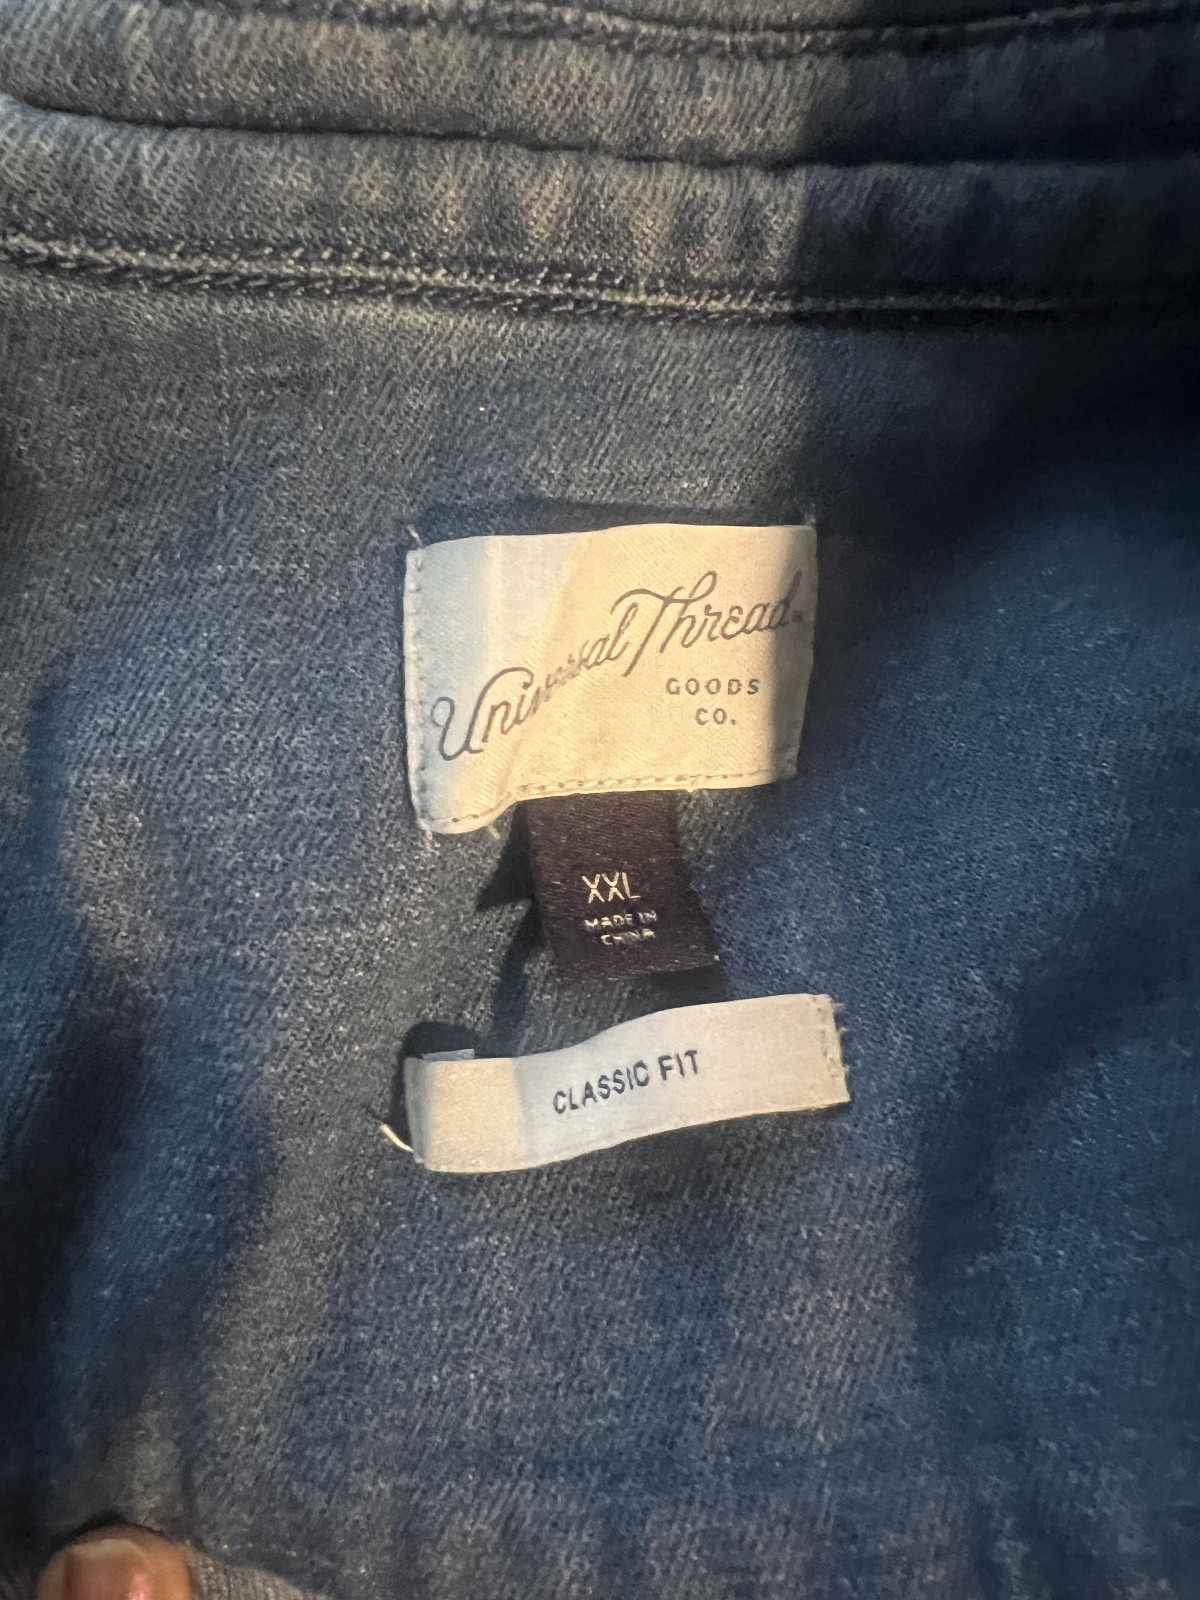 Universal Thread
GOODS
CO.
XXL
MADE IN
CHINA
CLASSIC FIT